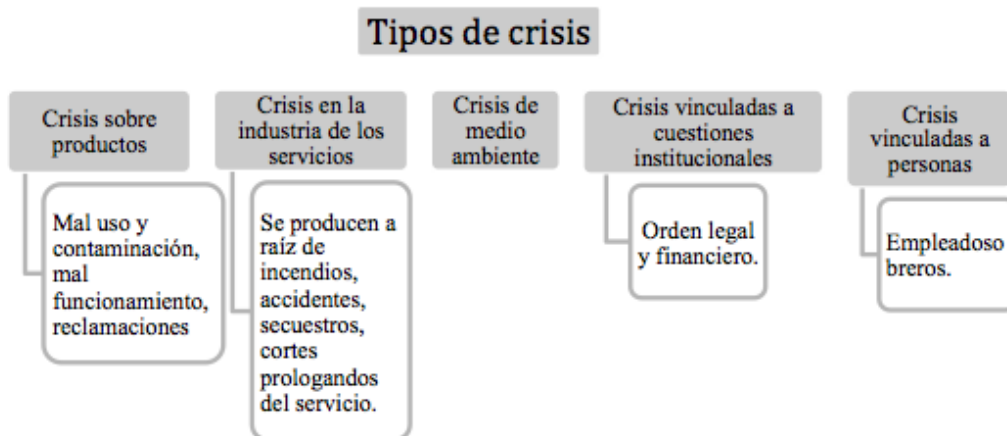 Tipos de crisis
Crisis sobre
productos
Mal uso y
contaminación,
mal
funcionamiento,
reclamaciones
Crisis en la
industria de los
servicios
Se producen a
raíz de
incendios,
accidentes,
secuestros,
cortes
prologandos
del servicio.
Crisis de
medio
ambiente
Crisis vinculadas a
cuestiones
institucionales
Orden legal
y financiero.
Crisis
vinculadas a
personas
Empleadoso
breros.